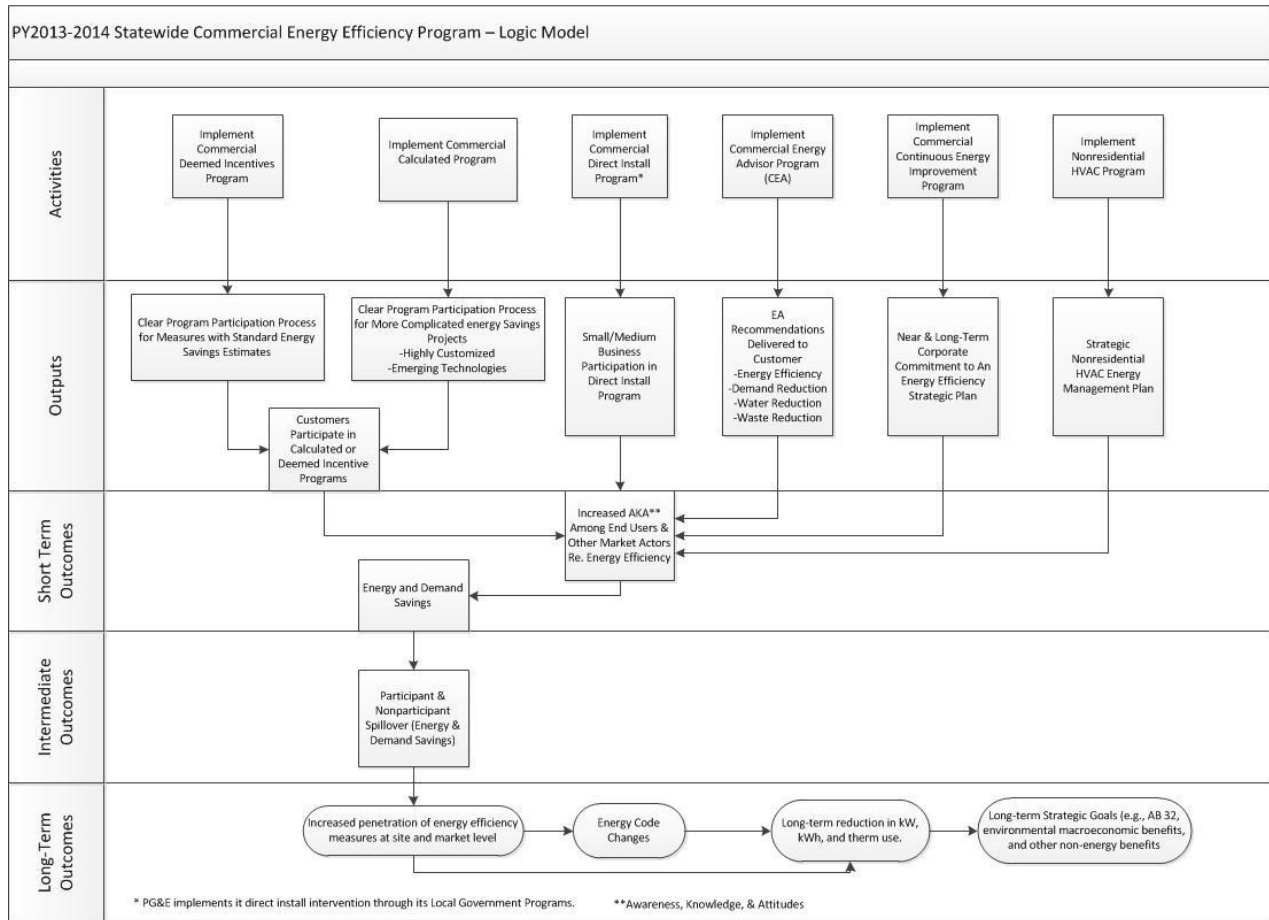 PY2013-2014 Statewide Commercial Energy Efficiency Program – Logic Model
Activities
Implement
Commercial
Deemed Incentives
Program
Implement Commercial
Calculated Program
Implement
Commercial
Direct Install
Program*
Implement
Commercial Energy
Advisor Program
(CEA)
Implement
Commercial
Continuous Energy
Improvement
Program
Implement
Nonresidential
HVAC Program
Outputs
Clear Program Participation Process
for Measures with Standard Energy
Savings Estimates
Clear Program Participation Process
for More Complicated energy Savings
Projects
-Highly Customized
-Emerging Technologies
Small/Medium
Business
Participation in
Direct Install
Program
EA
Recommendations
Delivered to
Customer
-Energy Efficiency
-Demand Reduction
-Water Reduction
-Waste Reduction
Near & Long-Term
Corporate
Commitment to An
Energy Efficiency
Strategic Plan
Strategic
Nonresidential
HVAC Energy
Management Plan
Customers
Participate in
Calculated or
Deemed Incentive
Programs
Short Term
Outcomes
Increased AKA**
Among End Users &
Other Market Actors
Re. Energy Efficiency
Energy and Demand
Savings
Intermediate
Outcomes
Participant &
Nonparticipant
Spillover (Energy &
Demand Savings)
Long-Term
Outcomes
Increased penetration of energy efficiency
measures at site and market level
Energy Code
Changes
Long-term reduction in kW,
kWh, and therm use.
Long-term Strategic Goals (e.g., AB 32,
environmental macroeconomic benefits,
and other non-energy benefits
* PG&E implements it direct install intervention through its Local Government Programs.
**Awareness, Knowledge, & Attitudes